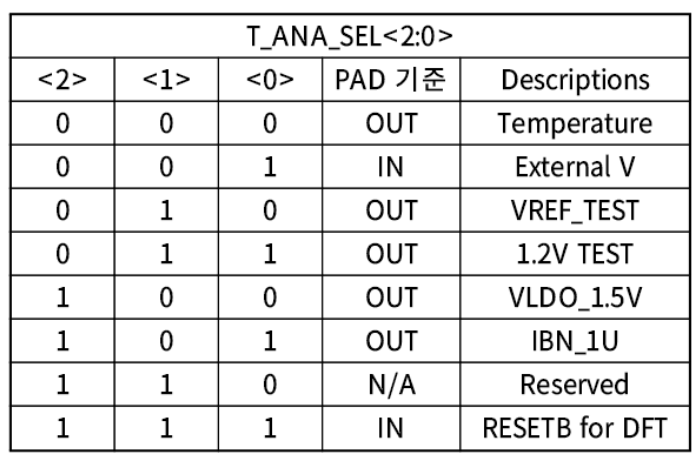 T_ANA_SEL<2:0>
<2> <1> <0> PAD 기준 Descriptions
0 0 0 OUT Temperature
0 0 1 IN External V
0 1 0 OUT VREF_TEST
0 1 1 OUT 1.2V TEST
1 0 0 OUT VLDO_1.5V
1 0 1 OUT IBN_1U
1 1 0 N/A Reserved
1 1 1 IN RESETB for DFT